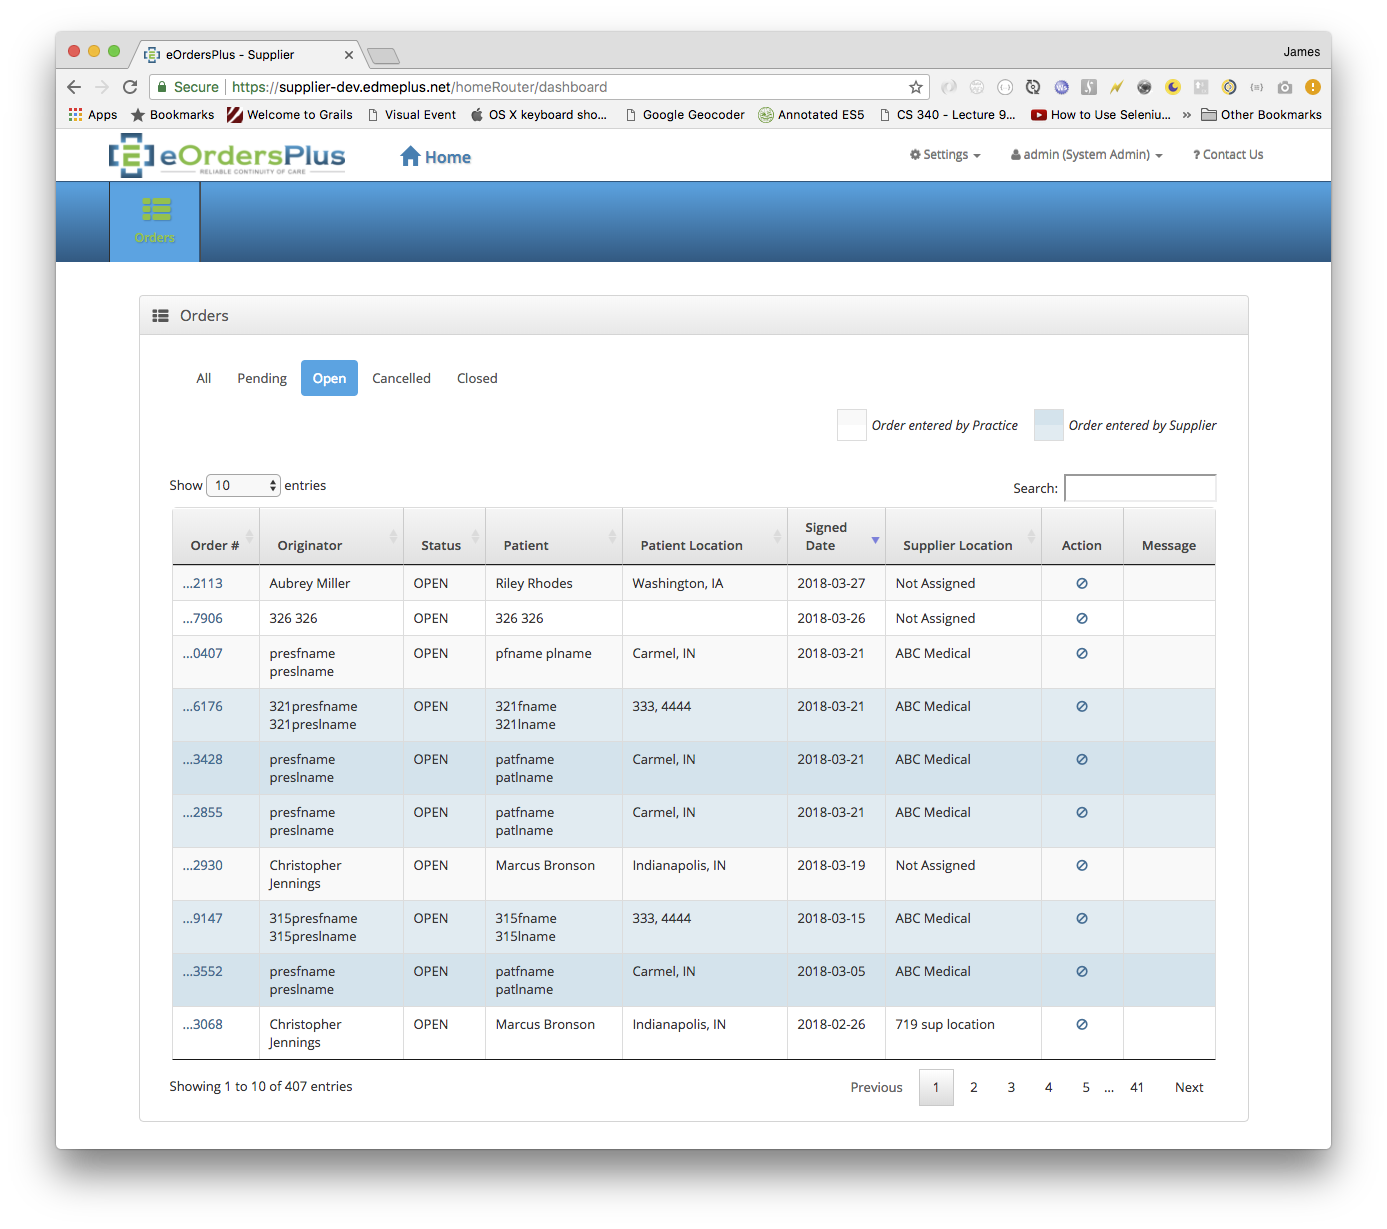 eOrdersPlus - Supplier
James
Secure https://supplier-dev.edmeplus.net/homeRouter/dashboard
Apps Bookmarks Welcome to Grails Visual Event OS X keyboard sho... Google Geocoder Annotated ES5 CS 340 - Lecture 9... How to Use Seleniu... » Other Bookmarks
eOrdersPlus Home Settings admin (System Admin) ? Contact Us
RELIABLE CONTINUITY OF CARE
Orders
Orders
All Pending Open Cancelled Closed
Order entered by Practice Order entered by Supplier
Show 10 entries Search:
Order # Originator Status Patient Patient Location Signed Date Supplier Location Action Message
...2113 Aubrey Miller OPEN Riley Rhodes Washington, IA 2018-03-27 Not Assigned
...7906 326 326 OPEN 326 326 2018-03-26 Not Assigned
...0407 presfname OPEN pfname plname Carmel, IN 2018-03-21 ABC Medical
preslname
...6176 321presfname OPEN 321fname 333, 4444 2018-03-21 ABC Medical
321preslname 321lname
...3428 presfname OPEN patfname Carmel, IN 2018-03-21 ABC Medical
preslname patlname
...2855 presfname OPEN patfname Carmel, IN 2018-03-21 ABC Medical
preslname patlname
...2930 Christopher OPEN Marcus Bronson Indianapolis, IN 2018-03-19 Not Assigned
Jennings
...9147 315presfname OPEN 315fname 333, 4444 2018-03-15 ABC Medical
315preslname 315lname
...3552 presfname OPEN patfname Carmel, IN 2018-03-05 ABC Medical
preslname patlname
...3068 Christopher OPEN Marcus Bronson Indianapolis, IN 2018-02-26 719 sup location
Jennings
Showing 1 to 10 of 407 entries Previous 1 2 3 4 5 ... 41 Next